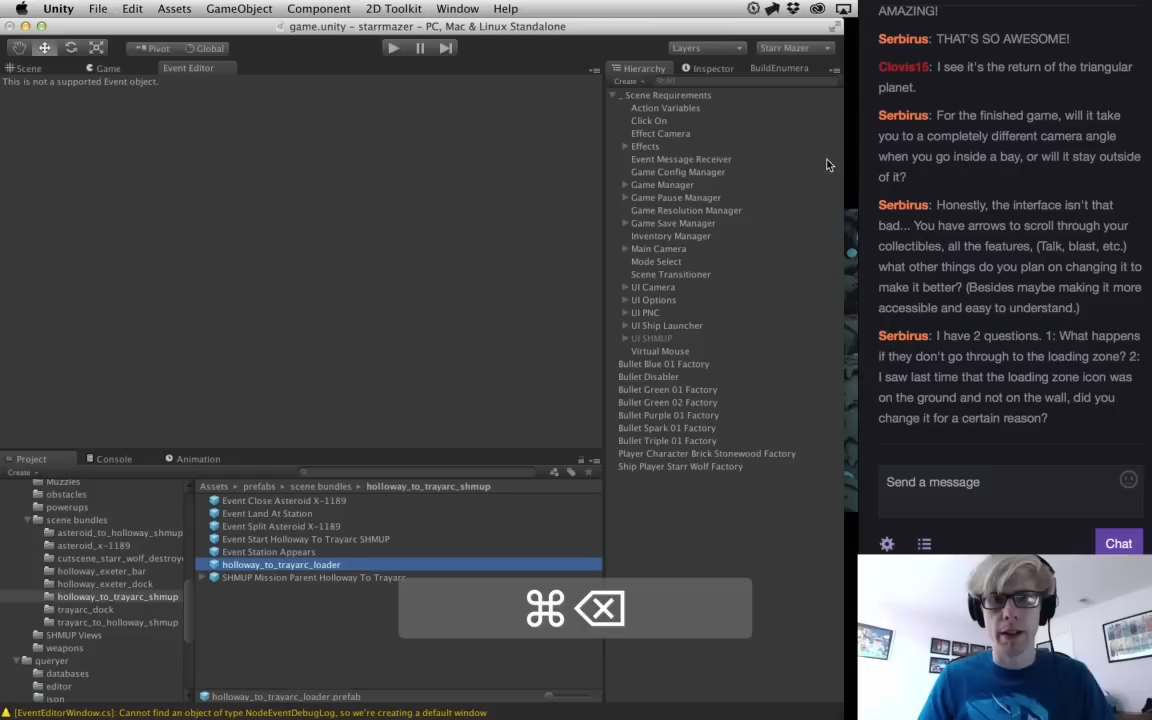 Unity File Edit Assets GameObject Component 2D Toolkit Window Help
game.unity - starrmazer - PC, Mac & Linux Standalone
Pivot Global Layers Starr Mazer
Scene Game Event Editor
This is not a supported Event object.
Hierarchy Inspector BuildEnumera
Create
Scene Requirements
Action Variables
Click On
Effect Camera
Effects
Event Message Receiver
Game Config Manager
Game Manager
Game Pause Manager
Game Resolution Manager
Game Save Manager
Inventory Manager
Main Camera
Mode Select
Scene Transitioner
UI Camera
UI Options
UI PNC
UI Ship Launcher
UI SHMUP
Virtual Mouse
Bullet Blue 01 Factory
Bullet Disabler
Bullet Green 01 Factory
Bullet Green 02 Factory
Bullet Purple 01 Factory
Bullet Spark 01 Factory
Bullet Triple 01 Factory
Player Character Brick Stonewood Factory
Ship Player Starr Wolf Factory
Project Console Animation
Create
Muzzles
obstacles
powerups
scene bundles
asteroid_to_holloway_shmup
asteroid_x-1189
cutscene_starr_wolf_destroy
holloway_exeter_bar
holloway_exeter_dock
holloway_to_trayarc_shmup
trayarc_dock
trayarc_to_holloway_shmup
SHMUP Views
weapons
queryer
databases
editor
json
Assets prefabs scene bundles holloway_to_trayarc_shmup
Event Close Asteroid X-1189
Event Land At Station
Event Split Asteroid X-1189
Event Start Holloway To Trayarc SHMUP
Event Station Appears
holloway_to_trayarc_loader
SHMUP Mission Parent Holloway To Trayarc
⌘⌫
holloway_to_trayarc_loader.prefab
[EventEditorWindow.cs]: Cannot find an object of type NodeEventDebugLog, so we're creating a default window
AMAZING!
Serbirus: THAT'S SO AWESOME!
Clovis15: I see it's the return of the triangular
planet.
Serbirus: For the finished game, will it take
you to a completely different camera angle
when you go inside a bay, or will it stay outside
of it?
Serbirus: Honestly, the interface isn't that
bad... You have arrows to scroll through your
collectibles, all the features, (Talk, blast, etc.)
what other things do you plan on changing it to
make it better? (Besides maybe making it more
accessible and easy to understand.)
Serbirus: I have 2 questions. 1: What happens
if they don't go through to the loading zone? 2:
I saw last time that the loading zone icon was
on the ground and not on the wall, did you
change it for a certain reason?
Send a message
Chat